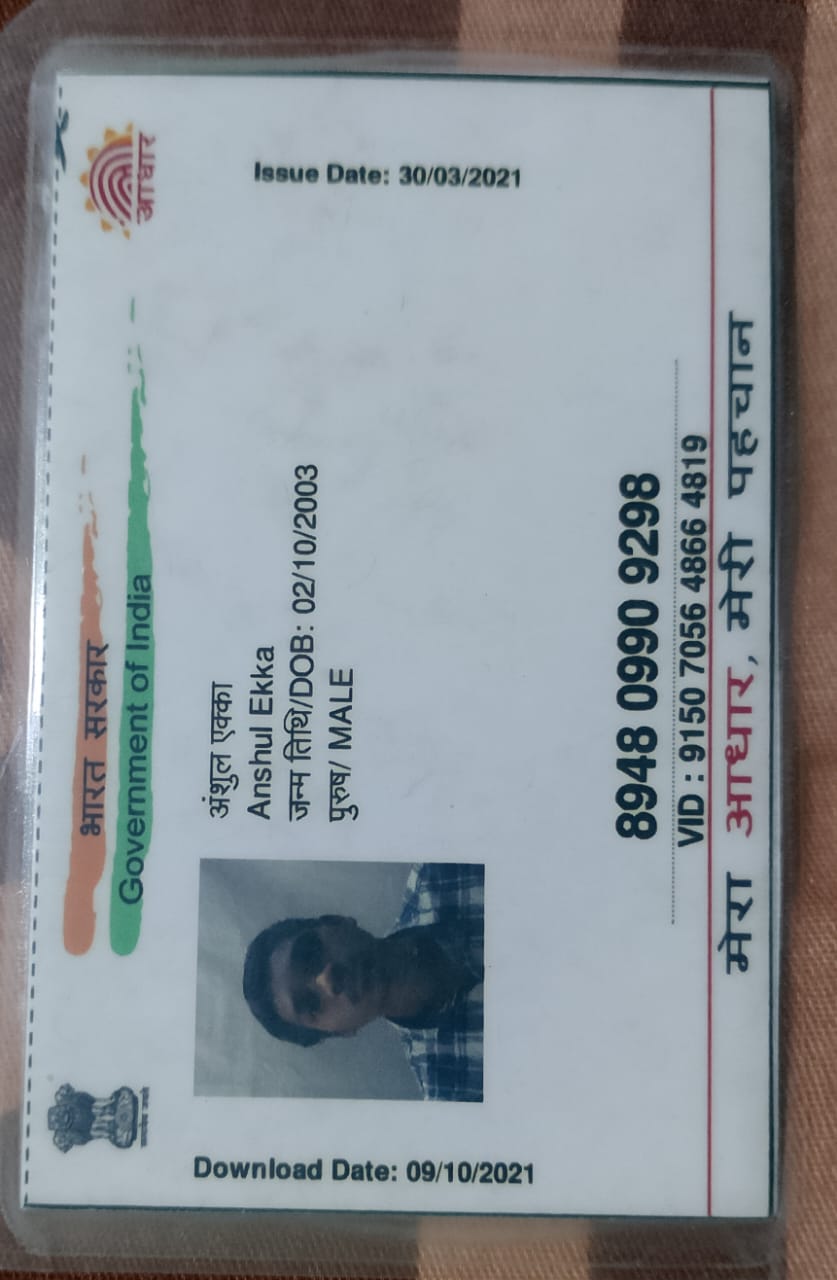 भारत सरकार
Government of India
आधार
Download Date: 09/10/2021
Issue Date: 30/03/2021
अंशुल एक्का
Anshul Ekka
जन्म तिथि/DOB: 02/10/2003
पुरुष/ MALE
8948 0990 9298
VID : 9150 7056 4866 4819
मेरा आधार, मेरी पहचान